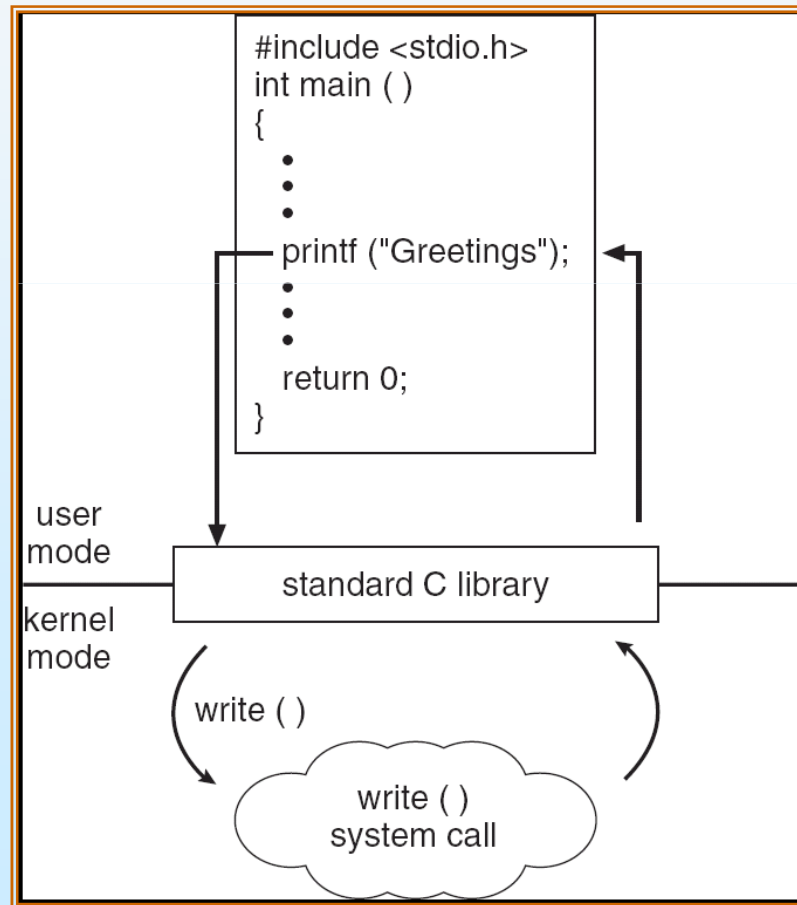 #include <stdio.h>
int main ( )
{
•
•
•
printf ("Greetings");
•
•
•
return 0;
}
user
mode
standard C library
kernel
mode
write ( )
write ( )
system call